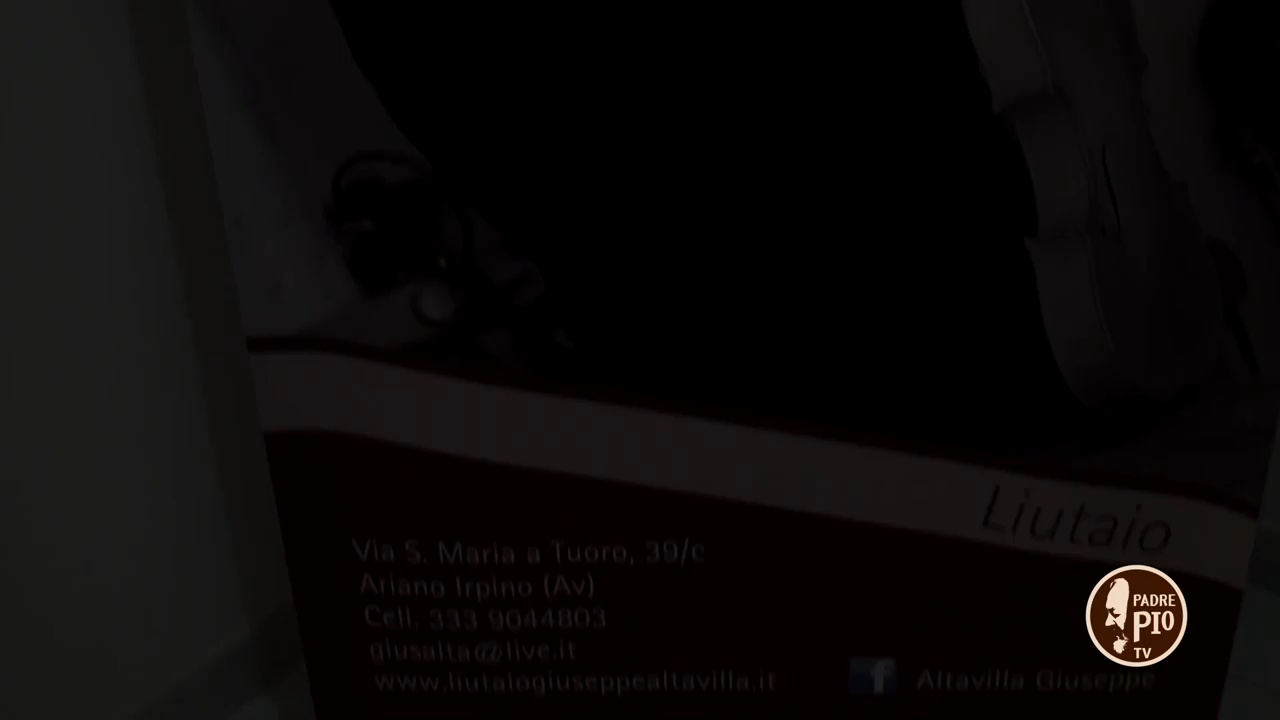 Liutaio
Via S. Maria a Tuoro, 39/c
Ariano Irpino (Av)
Cell. 333 9044803
giusalta@live.it
www.liutaiogiuseppealtavilla.it
f Altavilla Giuseppe
PADRE
PIO
TV